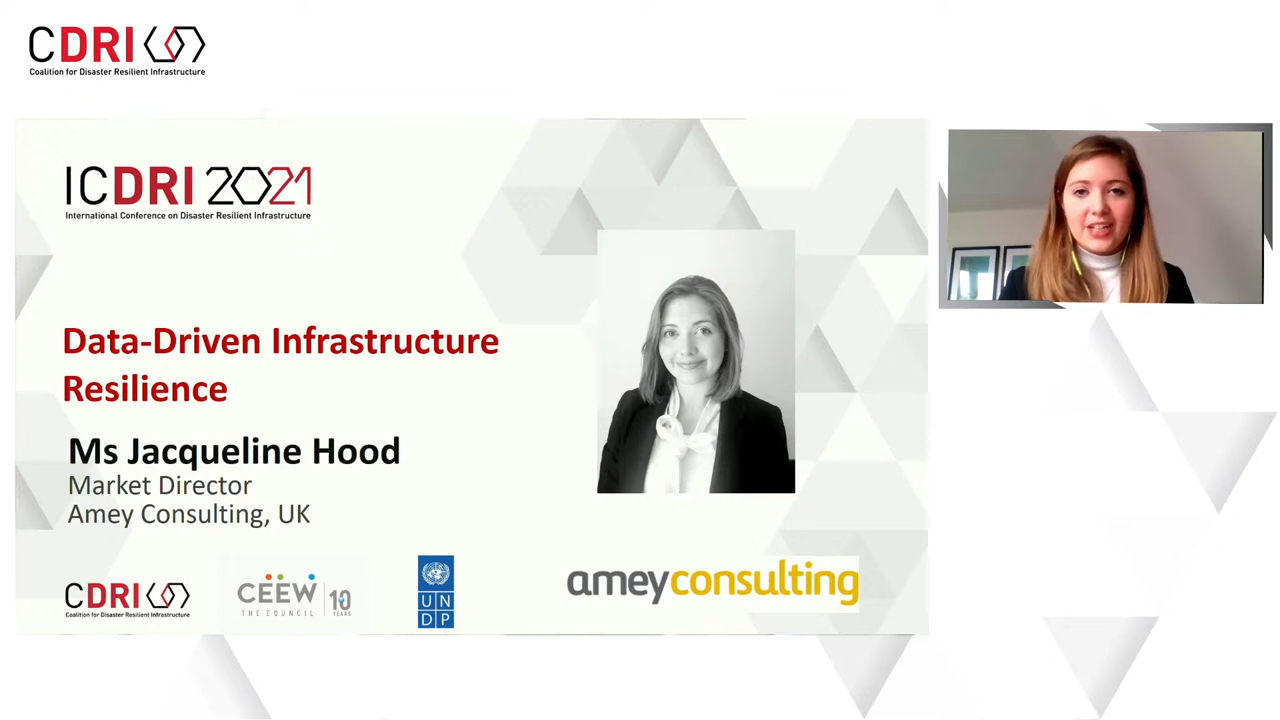 CDRI
Coalition for Disaster Resilient Infrastructure
ICDRI 2021
International Conference on Disaster Resilient Infrastructure
Data-Driven Infrastructure
Resilience
Ms Jacqueline Hood
Market Director
Amey Consulting, UK
CDRI
Coalition for Disaster Resilient Infrastructure
CEEW
THE COUNCIL
10
YEARS
UN
DP
ameyconsulting